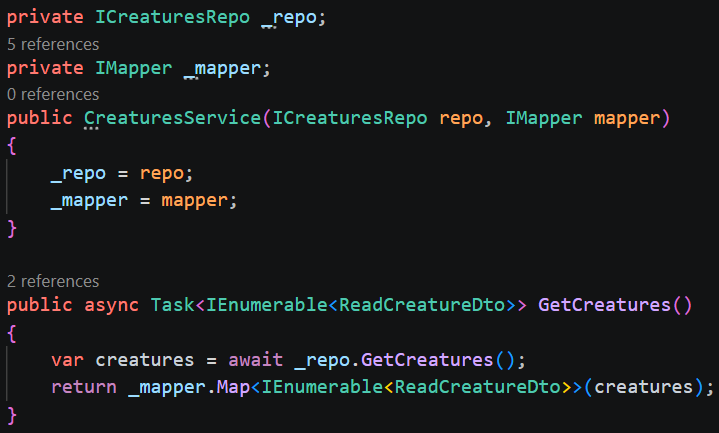 private ICreaturesRepo _repo;
5 references
private IMapper _mapper;
0 references
public CreaturesService(ICreaturesRepo repo, IMapper mapper)
{
    _repo = repo;
    _mapper = mapper;
}
2 references
public async Task<IEnumerable<ReadCreatureDto>> GetCreatures()
{
    var creatures = await _repo.GetCreatures();
    return _mapper.Map<IEnumerable<ReadCreatureDto>>(creatures);
}